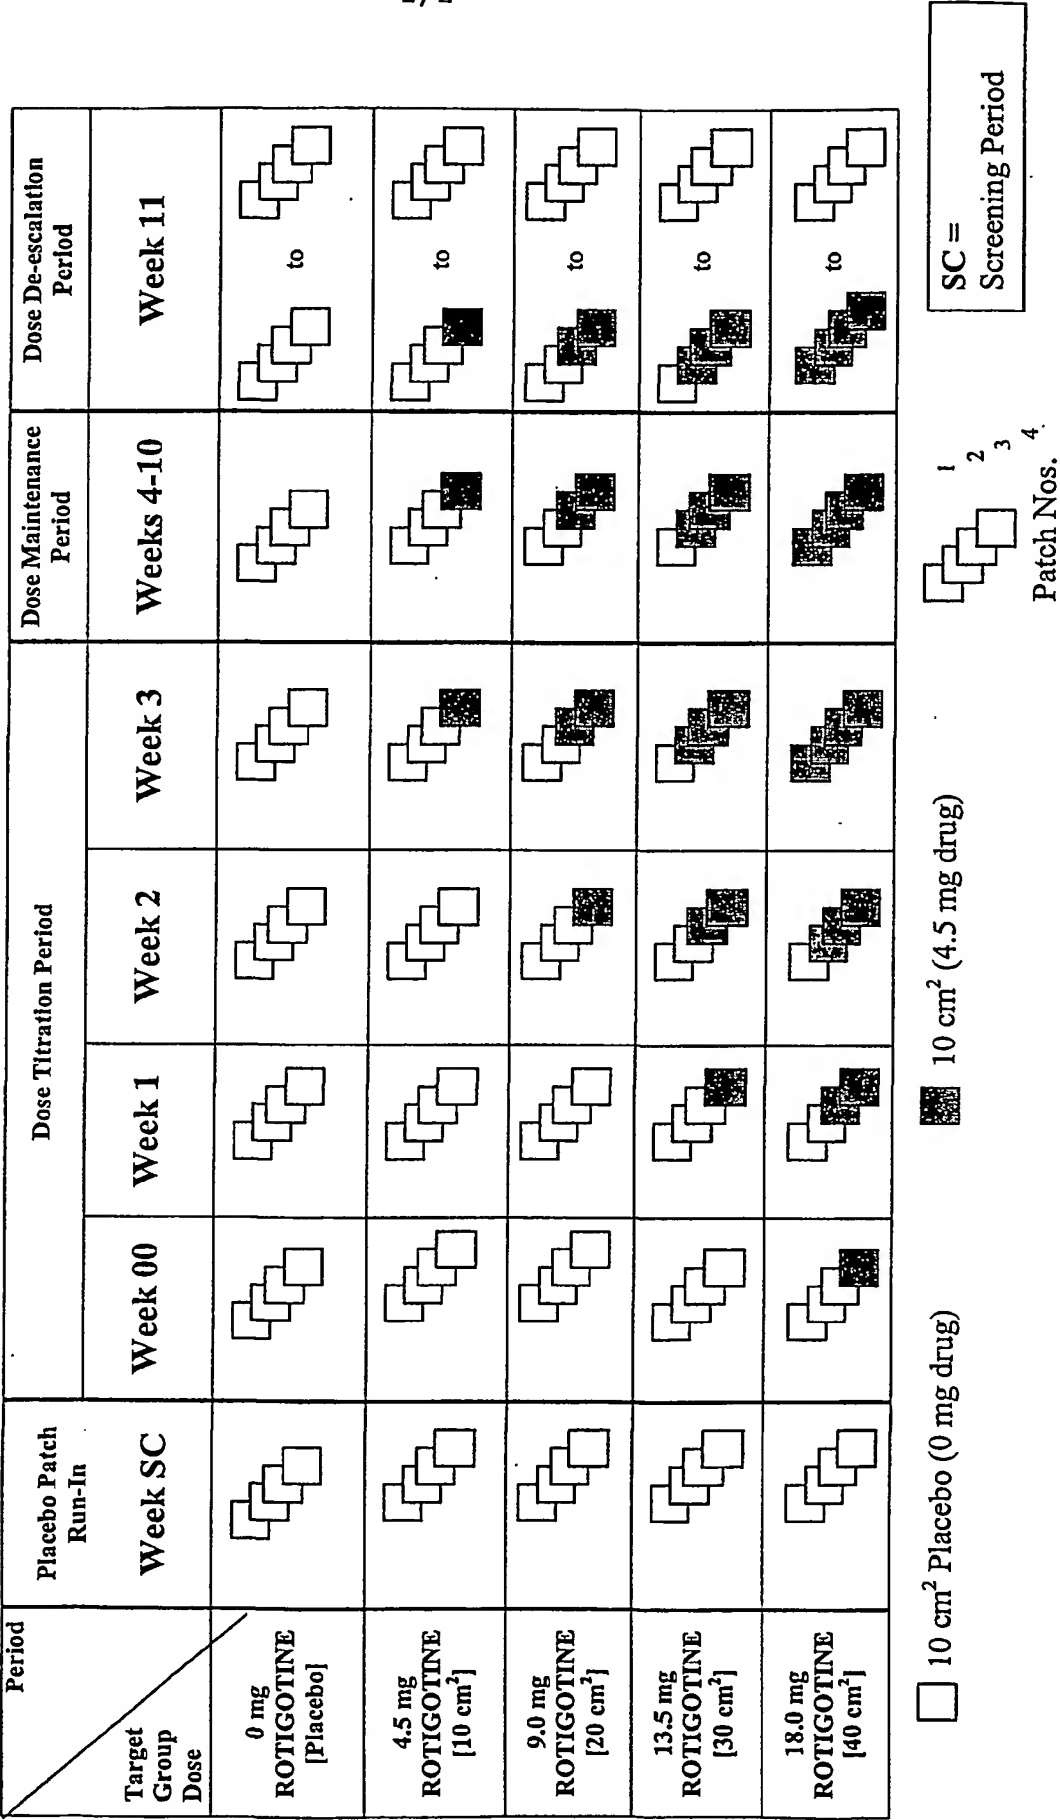 Period
Target
Group
Dose
Placebo Patch
Run-In
Dose Titration Period
Dose Maintenance
Period
Dose De-escalation
Period
Week SC
Week 00
Week 1
Week 2
Week 3
Weeks 4-10
Week 11
0 mg
ROTIGOTINE
[Placebo]
to
4.5 mg
ROTIGOTINE
[10 cm²]
to
9.0 mg
ROTIGOTINE
[20 cm²]
to
13.5 mg
ROTIGOTINE
[30 cm²]
to
18.0 mg
ROTIGOTINE
[40 cm²]
to
10 cm² Placebo (0 mg drug)
10 cm² (4.5 mg drug)
1
2
3
4
Patch Nos.
SC =
Screening Period